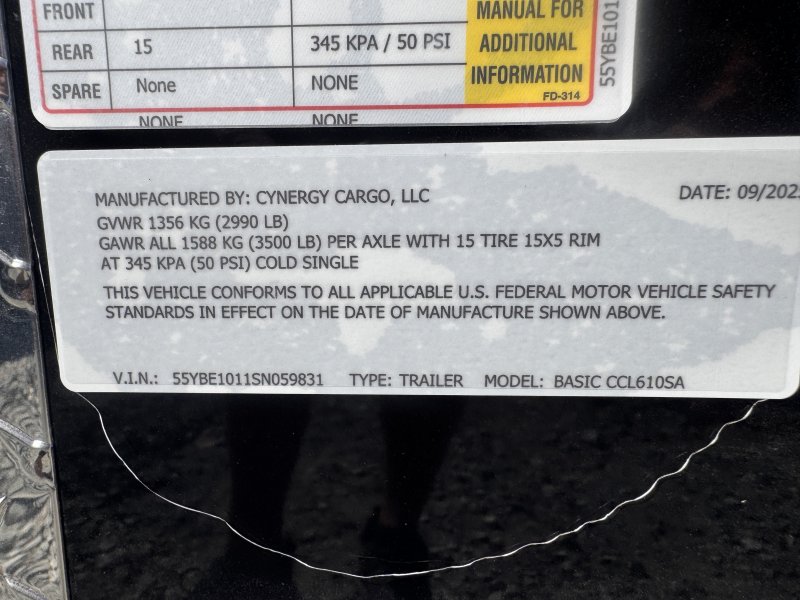 FRONT
MANUAL FOR
REAR 15 345 KPA / 50 PSI ADDITIONAL
INFORMATION
SPARE None NONE
FD-314
NONE NONE
55YBE101
MANUFACTURED BY: CYNERGY CARGO, LLC DATE: 09/202
GVWR 1356 KG (2990 LB)
GAWR ALL 1588 KG (3500 LB) PER AXLE WITH 15 TIRE 15X5 RIM
AT 345 KPA (50 PSI) COLD SINGLE
THIS VEHICLE CONFORMS TO ALL APPLICABLE U.S. FEDERAL MOTOR VEHICLE SAFETY
STANDARDS IN EFFECT ON THE DATE OF MANUFACTURE SHOWN ABOVE.
V.I.N.: 55YBE1011SN059831 TYPE: TRAILER MODEL: BASIC CCL610SA